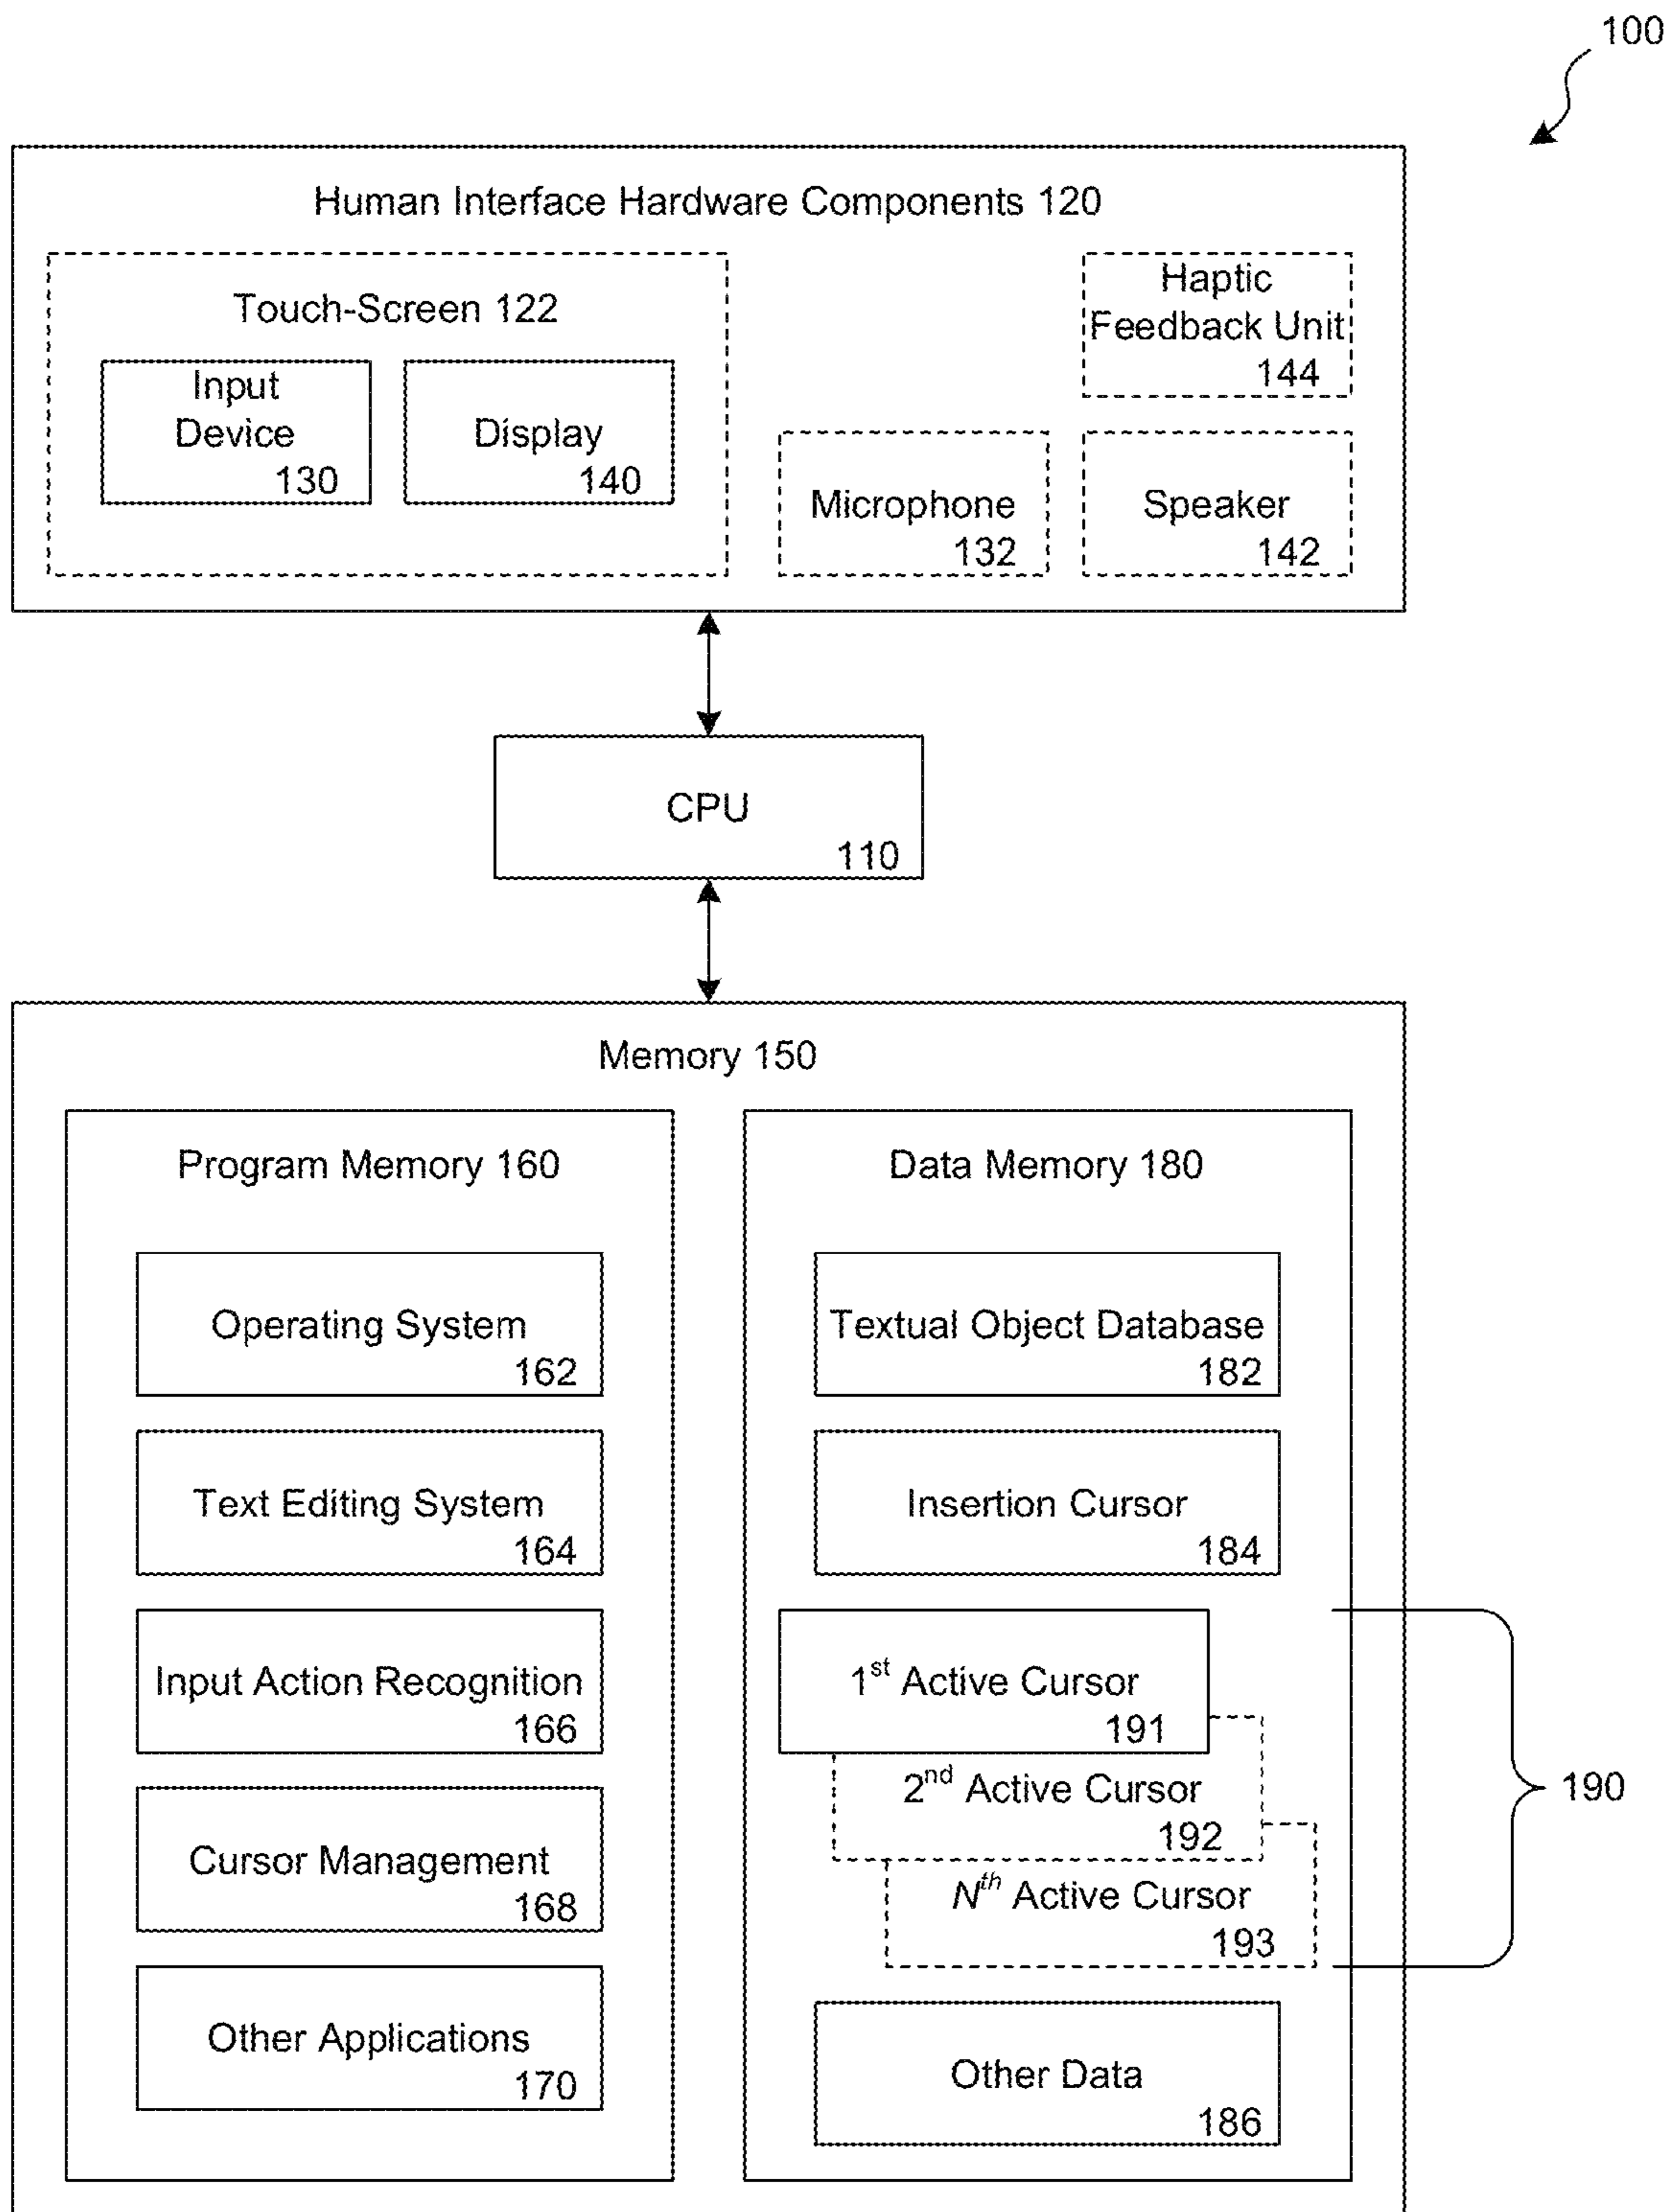 100
Human Interface Hardware Components 120
Touch-Screen 122
Input
Device
130
Display
140
Haptic
Feedback Unit
144
Microphone
132
Speaker
142
CPU
110
Memory 150
Program Memory 160
Operating System
162
Text Editing System
164
Input Action Recognition
166
Cursor Management
168
Other Applications
170
Data Memory 180
Textual Object Database
182
Insertion Cursor
184
1st Active Cursor
191
2nd Active Cursor
192
Nth Active Cursor
193
190
Other Data
186